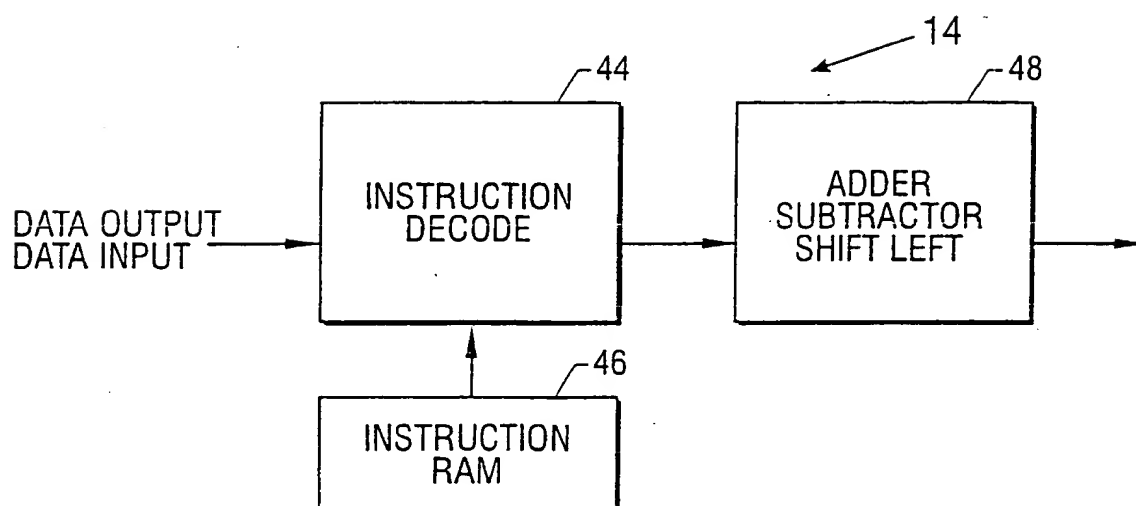 14
44
48
INSTRUCTION
DECODE
ADDER
SUBTRACTOR
SHIFT LEFT
DATA OUTPUT
DATA INPUT
46
INSTRUCTION
RAM